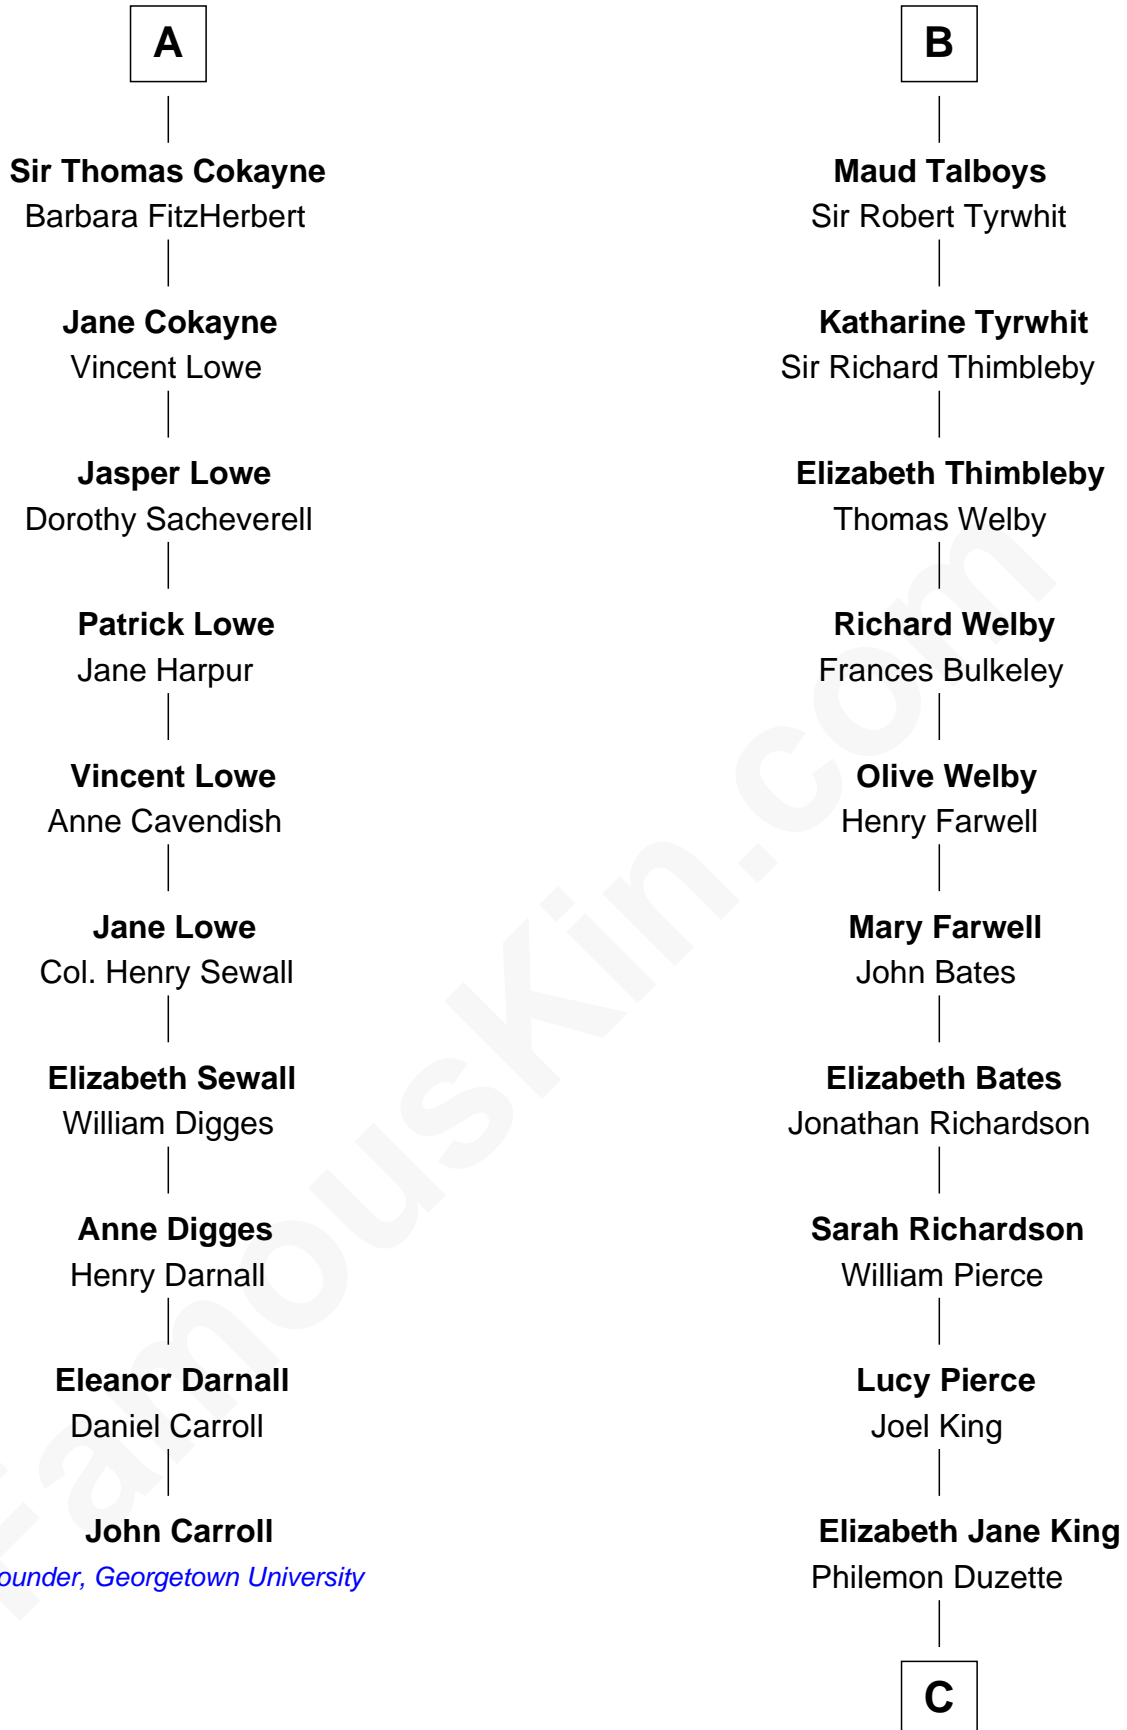 A
Sir Thomas Cokayne
Barbara FitzHerbert
Jane Cokayne
Vincent Lowe
Jasper Lowe
Dorothy Sacheverell
Patrick Lowe
Jane Harpur
Vincent Lowe
Anne Cavendish
Jane Lowe
Col. Henry Sewall
Elizabeth Sewall
William Digges
Anne Digges
Henry Darnall
Eleanor Darnall
Daniel Carroll
John Carroll
ounder, Georgetown University
B
Maud Talboys
Sir Robert Tyrwhit
Katharine Tyrwhit
Sir Richard Thimbleby
Elizabeth Thimbleby
Thomas Welby
Richard Welby
Frances Bulkeley
Olive Welby
Henry Farwell
Mary Farwell
John Bates
Elizabeth Bates
Jonathan Richardson
Sarah Richardson
William Pierce
Lucy Pierce
Joel King
Elizabeth Jane King
Philemon Duzette
C
FamousKin.com